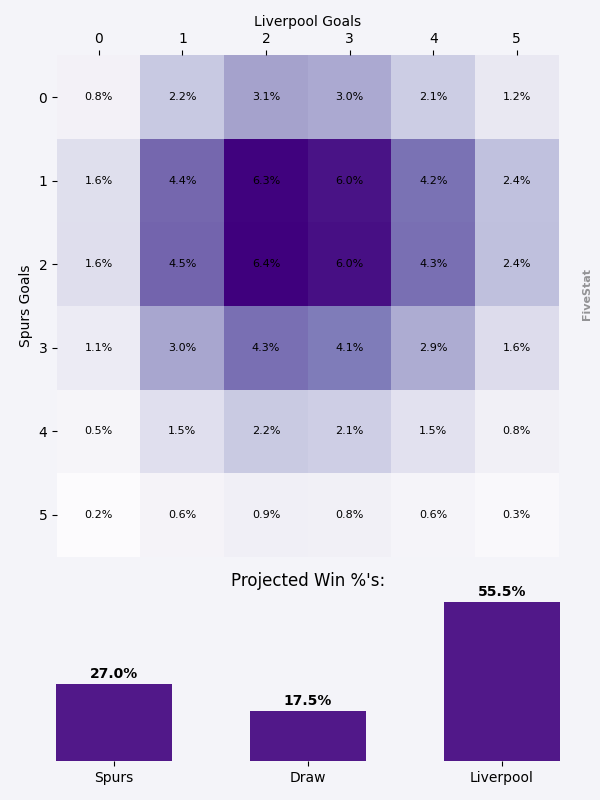 Liverpool Goals
0 1 2 3 4 5
0 0.8% 2.2% 3.1% 3.0% 2.1% 1.2%
1 1.6% 4.4% 6.3% 6.0% 4.2% 2.4%
2 1.6% 4.5% 6.4% 6.0% 4.3% 2.4%
3 1.1% 3.0% 4.3% 4.1% 2.9% 1.6%
4 0.5% 1.5% 2.2% 2.1% 1.5% 0.8%
5 0.2% 0.6% 0.9% 0.8% 0.6% 0.3%
Spurs Goals
FiveStat
Projected Win %'s:
27.0% 17.5% 55.5%
Spurs Draw Liverpool